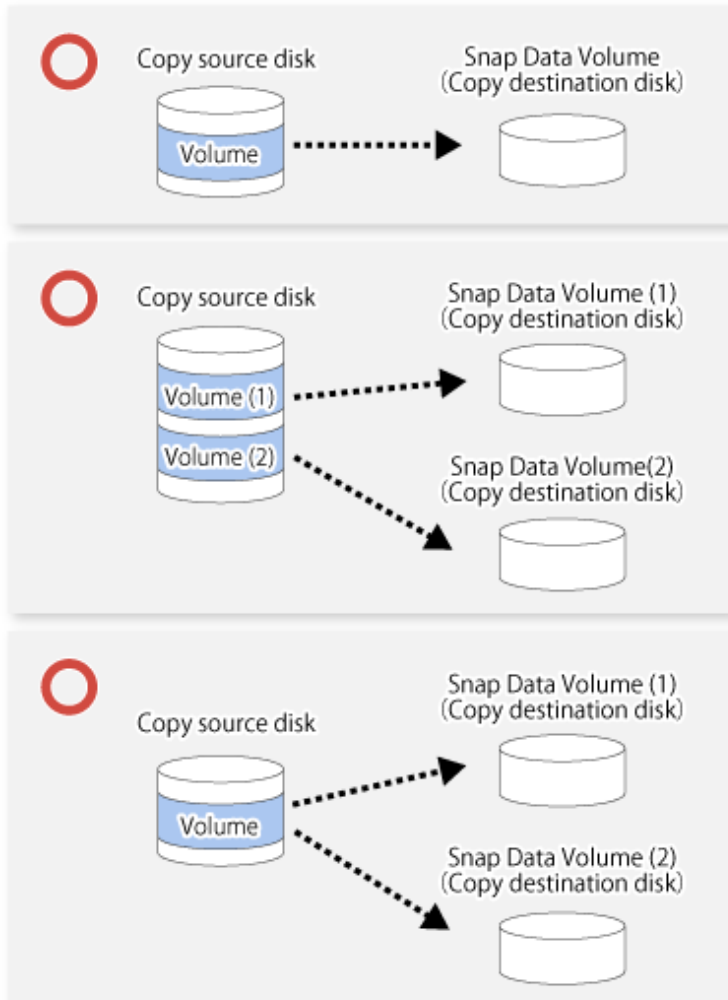 Copy source disk
Snap Data Volume
(Copy destination disk)
Volume
Copy source disk
Snap Data Volume (1)
(Copy destination disk)
Volume (1)
Volume (2)
Snap Data Volume(2)
(Copy destination disk)
Copy source disk
Snap Data Volume (1)
(Copy destination disk)
Volume
Snap Data Volume (2)
(Copy destination disk)